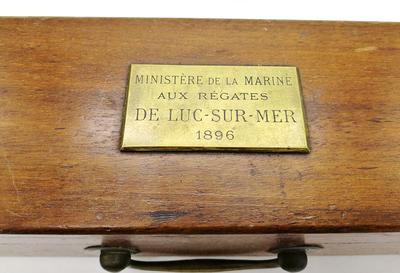 MINISTÈRE DE LA MARINE
AUX RÉGATES
DE LUC-SUR-MER
1896